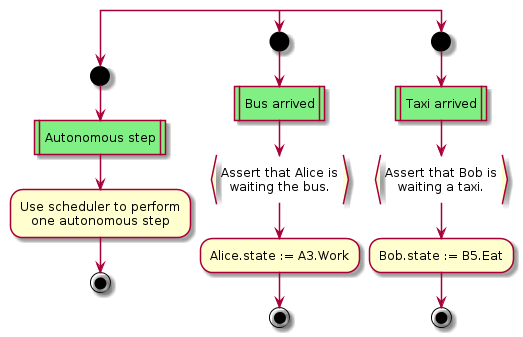 Autonomous step
Use scheduler to perform
one autonomous step
Bus arrived
Assert that Alice is
waiting the bus.
Alice.state := A3.Work
Taxi arrived
Assert that Bob is
waiting a taxi.
Bob.state := B5.Eat